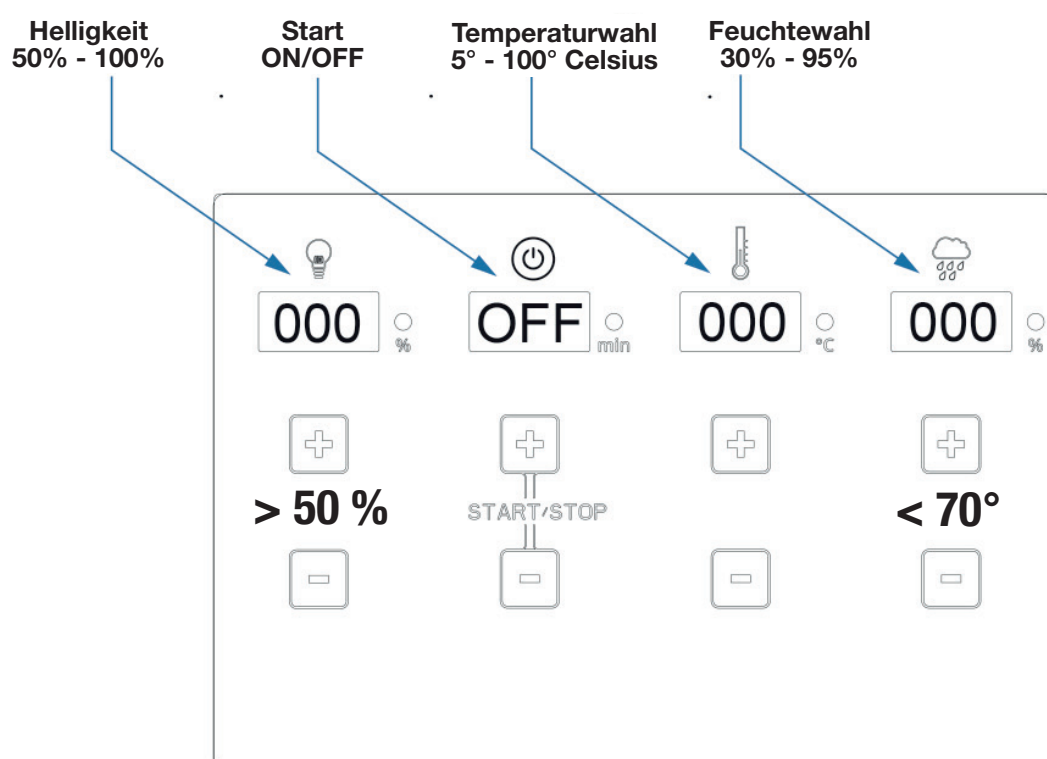 Helligkeit
50% - 100%
Start
ON/OFF
Temperaturwahl
5° - 100° Celsius
Feuchtewahl
30% - 95%
000
%
OFF
min
000
°C
000
%
> 50 %
START/STOP
< 70°